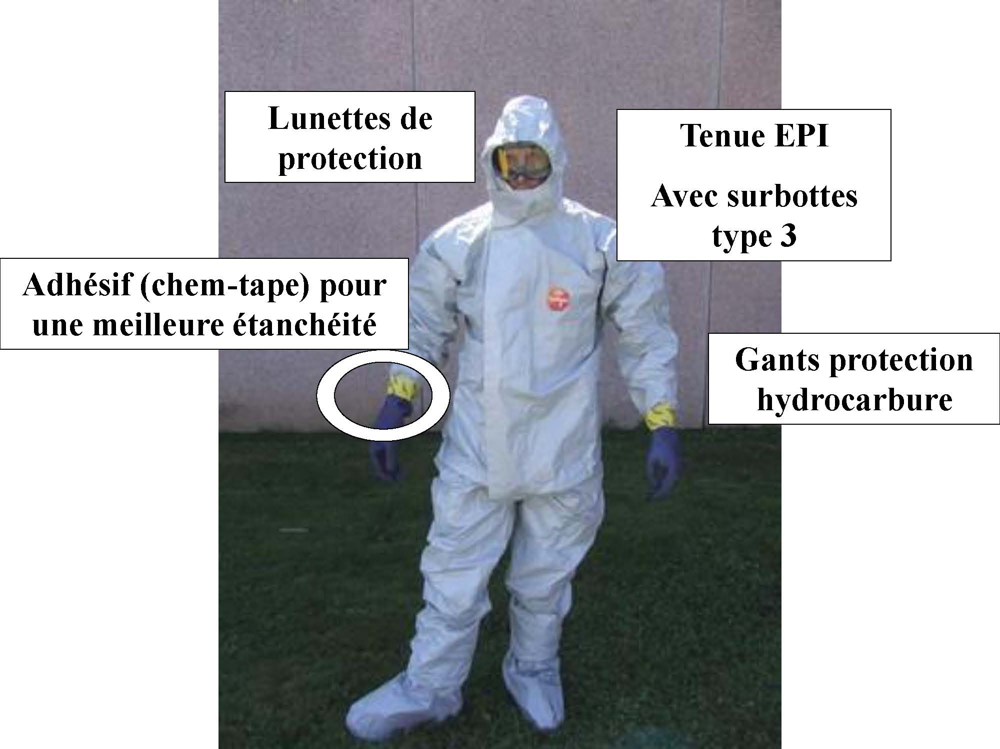 Lunettes de
protection
Tenue EPI
Avec surbottes
type 3
Adhésif (chem-tape) pour
une meilleure étanchéité
Gants protection
hydrocarbure